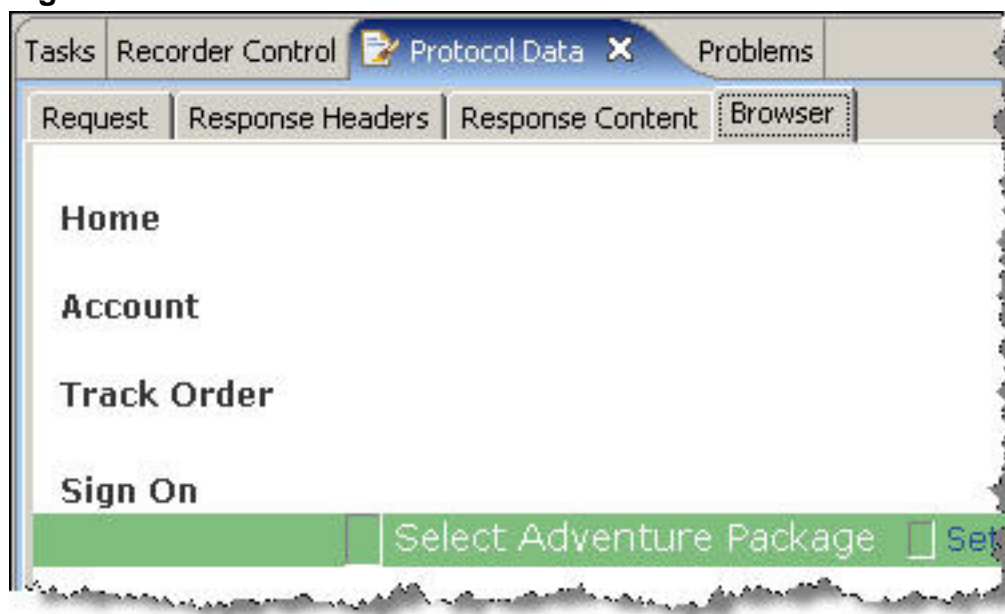 Tasks Recorder Control Protocol Data Problems
Request Response Headers Response Content Browser
Home
Account
Track Order
Sign On
Select Adventure Package Set